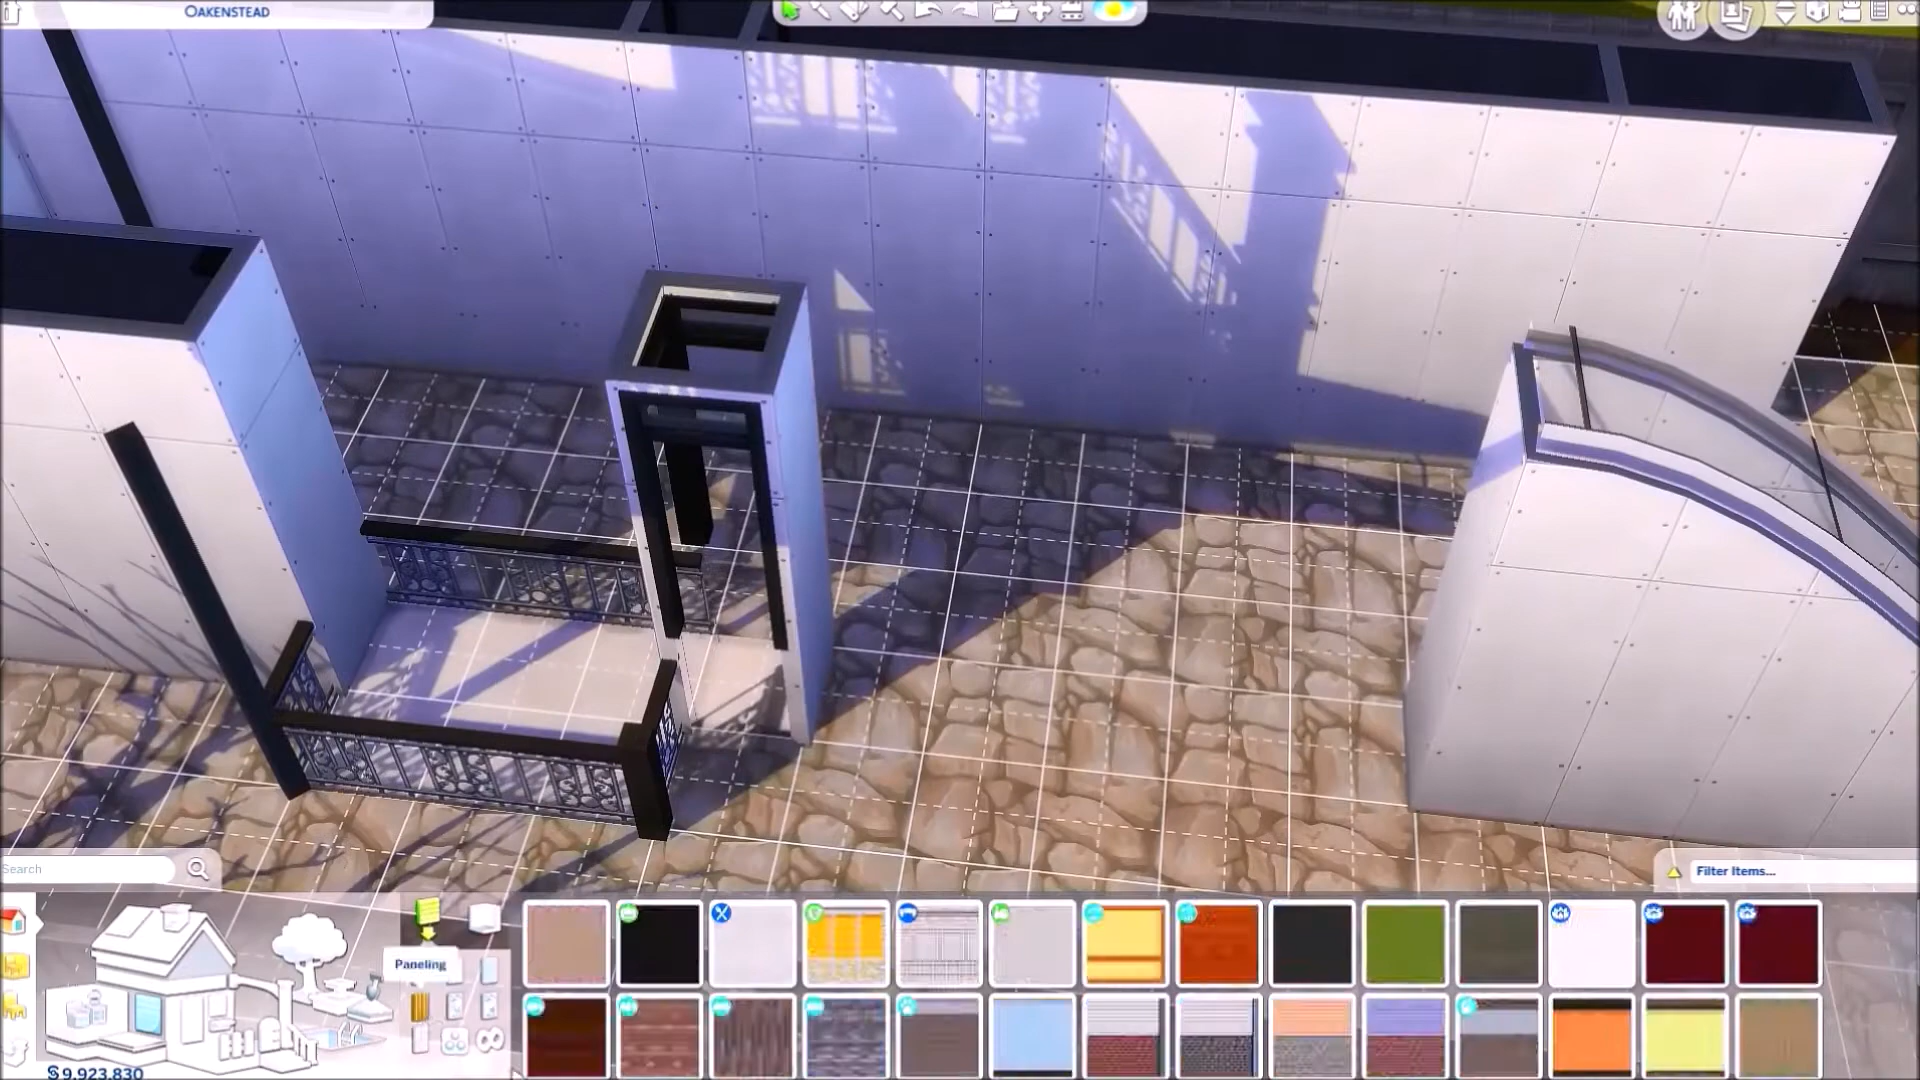 Oakenstead
Search
Filter Items...
Paneling
§9,923,830